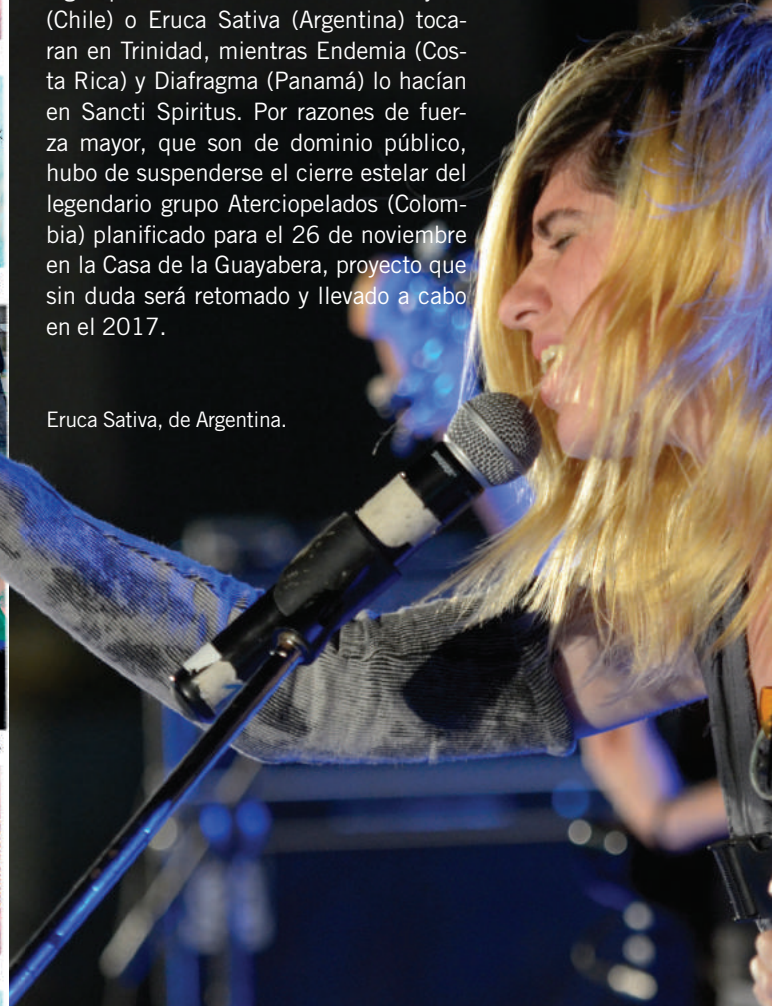 (Chile) o Eruca Sativa (Argentina) toca-
ran en Trinidad, mientras Endemia (Cos-
ta Rica) y Diafragma (Panamá) lo hacían
en Sancti Spiritus. Por razones de fuer-
za mayor, que son de dominio público,
hubo de suspenderse el cierre estelar del
legendario grupo Aterciopelados (Colom-
bia) planificado para el 26 de noviembre
en la Casa de la Guayabera, proyecto que
sin duda será retomado y llevado a cabo
en el 2017.
Eruca Sativa, de Argentina.